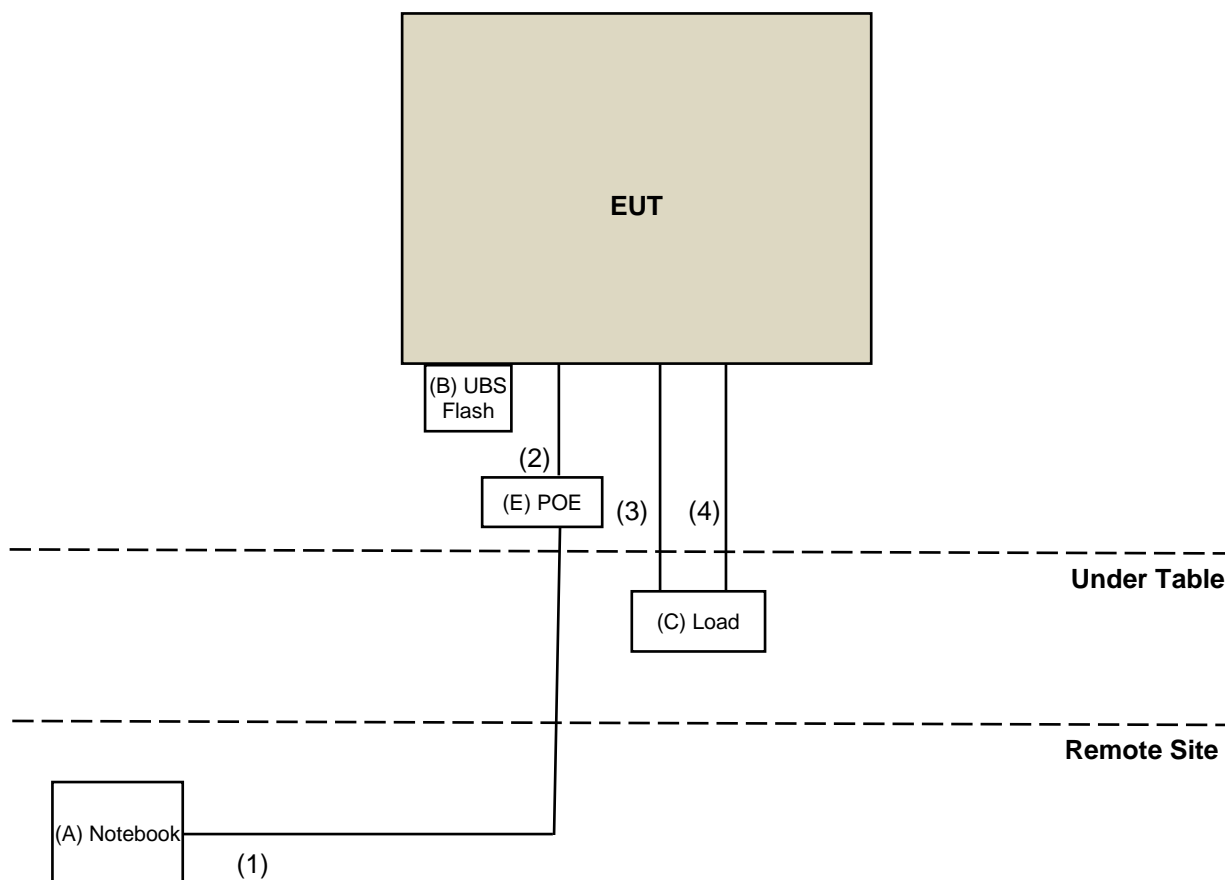 EUT
(B) UBS
Flash
(2)
(E) POE
(3)
(4)
Under Table
(C) Load
Remote Site
(A) Notebook
(1)